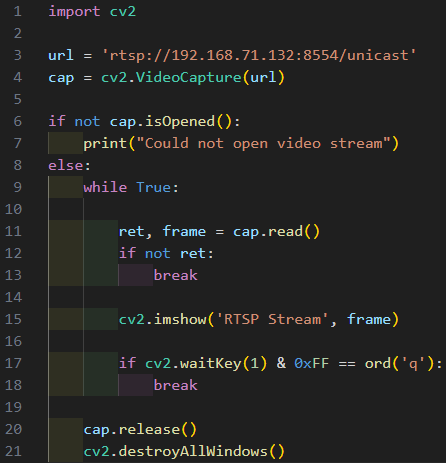 1 import cv2
2
3 url = 'rtsp://192.168.71.132:8554/unicast'
4 cap = cv2.VideoCapture(url)
5
6 if not cap.isOpened():
7     print("Could not open video stream")
8 else:
9     while True:
10
11         ret, frame = cap.read()
12         if not ret:
13             break
14
15         cv2.imshow('RTSP Stream', frame)
16
17         if cv2.waitKey(1) & 0xFF == ord('q'):
18             break
19
20     cap.release()
21     cv2.destroyAllWindows()